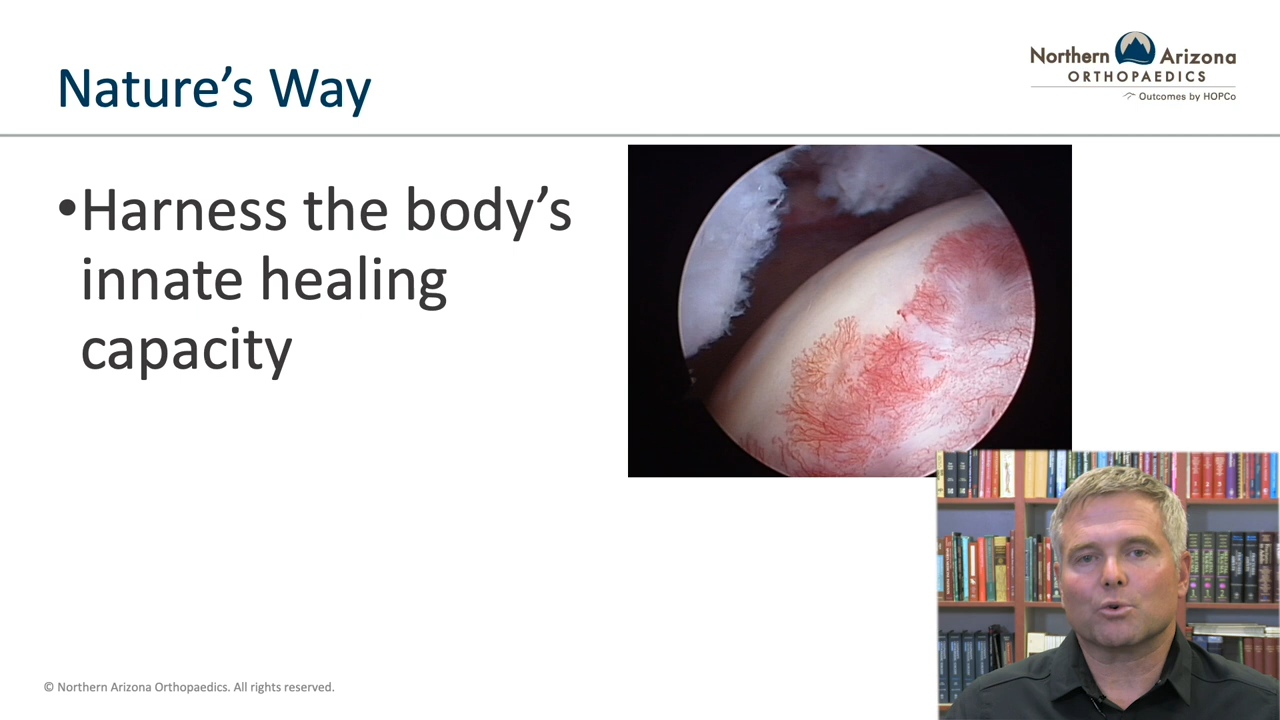 Nature’s Way
Northern Arizona
ORTHOPAEDICS
Outcomes by HOPCo
•Harness the body’s
innate healing
capacity
© Northern Arizona Orthopaedics. All rights reserved.